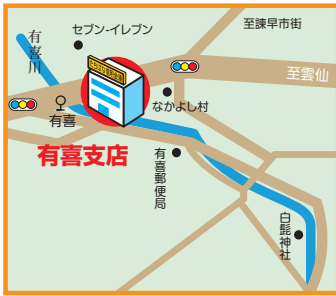 セブン-イレブン
至諫早市街
有喜川
至雲仙
なかよし村
有喜
有喜支店
有喜郵便局
白髭神社